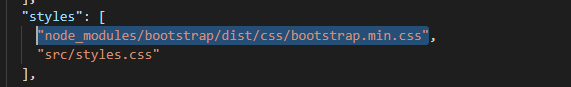 "styles": [
"node_modules/bootstrap/dist/css/bootstrap.min.css",
"src/styles.css"
],